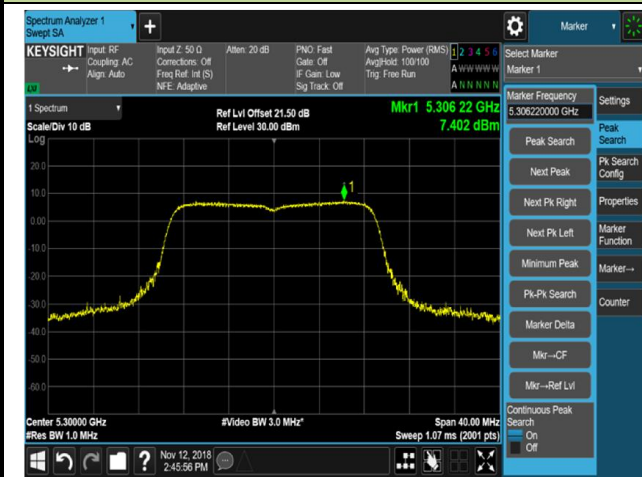 Spectrum Analyzer 1
Swept SA
+
Marker
KEYSIGHT
Input: RF
Coupling: AC
Align: Auto
Input Z: 50 Ω
Corrections: Off
Freq Ref: Int (S)
NFE: Adaptive
Atten: 20 dB
PNO: Fast
Gate: Off
IF Gain: Low
Sig Track: Off
Avg Type: Power (RMS)
Avg|Hold: 100/100
Trig: Free Run
1 2 3 4 5 6
A W W W W W
A N N N N N
LXI
Select Marker
Marker 1
1 Spectrum
Scale/Div 10 dB
Log
Ref Lvl Offset 21.50 dB
Ref Level 30.00 dBm
Mkr1 5.306 22 GHz
7.402 dBm
20.0
10.0
0.00
-10.0
-20.0
-30.0
-40.0
-50.0
-60.0
1
Center 5.30000 GHz
#Res BW 1.0 MHz
#Video BW 3.0 MHz*
Span 40.00 MHz
Sweep 1.07 ms (2001 pts)
Marker Frequency
5.306220000 GHz
Peak Search
Next Peak
Next Pk Right
Next Pk Left
Minimum Peak
Pk-Pk Search
Marker Delta
Mkr→CF
Mkr→Ref Lvl
Continuous Peak
Search
On
Off
Settings
Peak
Search
Pk Search
Config
Properties
Marker
Function
Marker→
Counter
?
Nov 12, 2018
2:45:56 PM